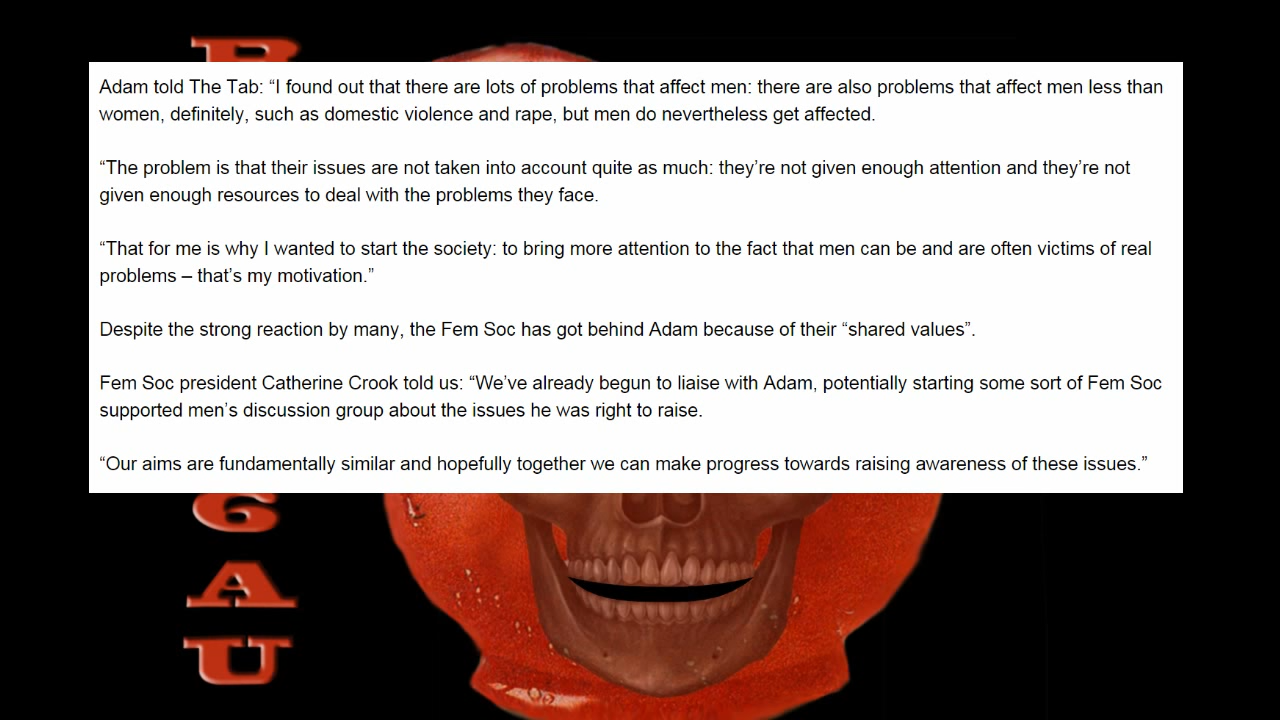 B
Adam told The Tab: “I found out that there are lots of problems that affect men: there are also problems that affect men less than
women, definitely, such as domestic violence and rape, but men do nevertheless get affected.
“The problem is that their issues are not taken into account quite as much: they’re not given enough attention and they’re not
given enough resources to deal with the problems they face.
“That for me is why I wanted to start the society: to bring more attention to the fact that men can be and are often victims of real
problems – that’s my motivation.”
Despite the strong reaction by many, the Fem Soc has got behind Adam because of their “shared values”.
Fem Soc president Catherine Crook told us: “We’ve already begun to liaise with Adam, potentially starting some sort of Fem Soc
supported men’s discussion group about the issues he was right to raise.
“Our aims are fundamentally similar and hopefully together we can make progress towards raising awareness of these issues.”
6
A
U